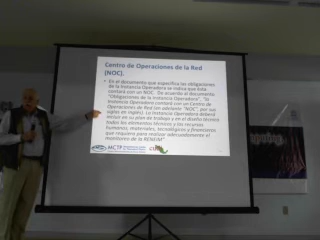 Centro de Operaciones de la Red
(NOC).
• En el documento que especifica las obligaciones
de la Instancia Operadora se indica que ésta
contará con un NOC. De acuerdo al documento
"Obligaciones de la Instancia Operadora", "la
Instancia Operadora contará con un Centro de
Operaciones de Red (en adelante "NOC", por sus
siglas en inglés). La Instancia Operadora deberá
incluir en su plan de trabajo y en el diseño técnico
todos los elementos técnicos y los recursos
humanos, materiales, tecnológicos y financieros
que requiera para realizar adecuadamente el
monitoreo de la
MCTP